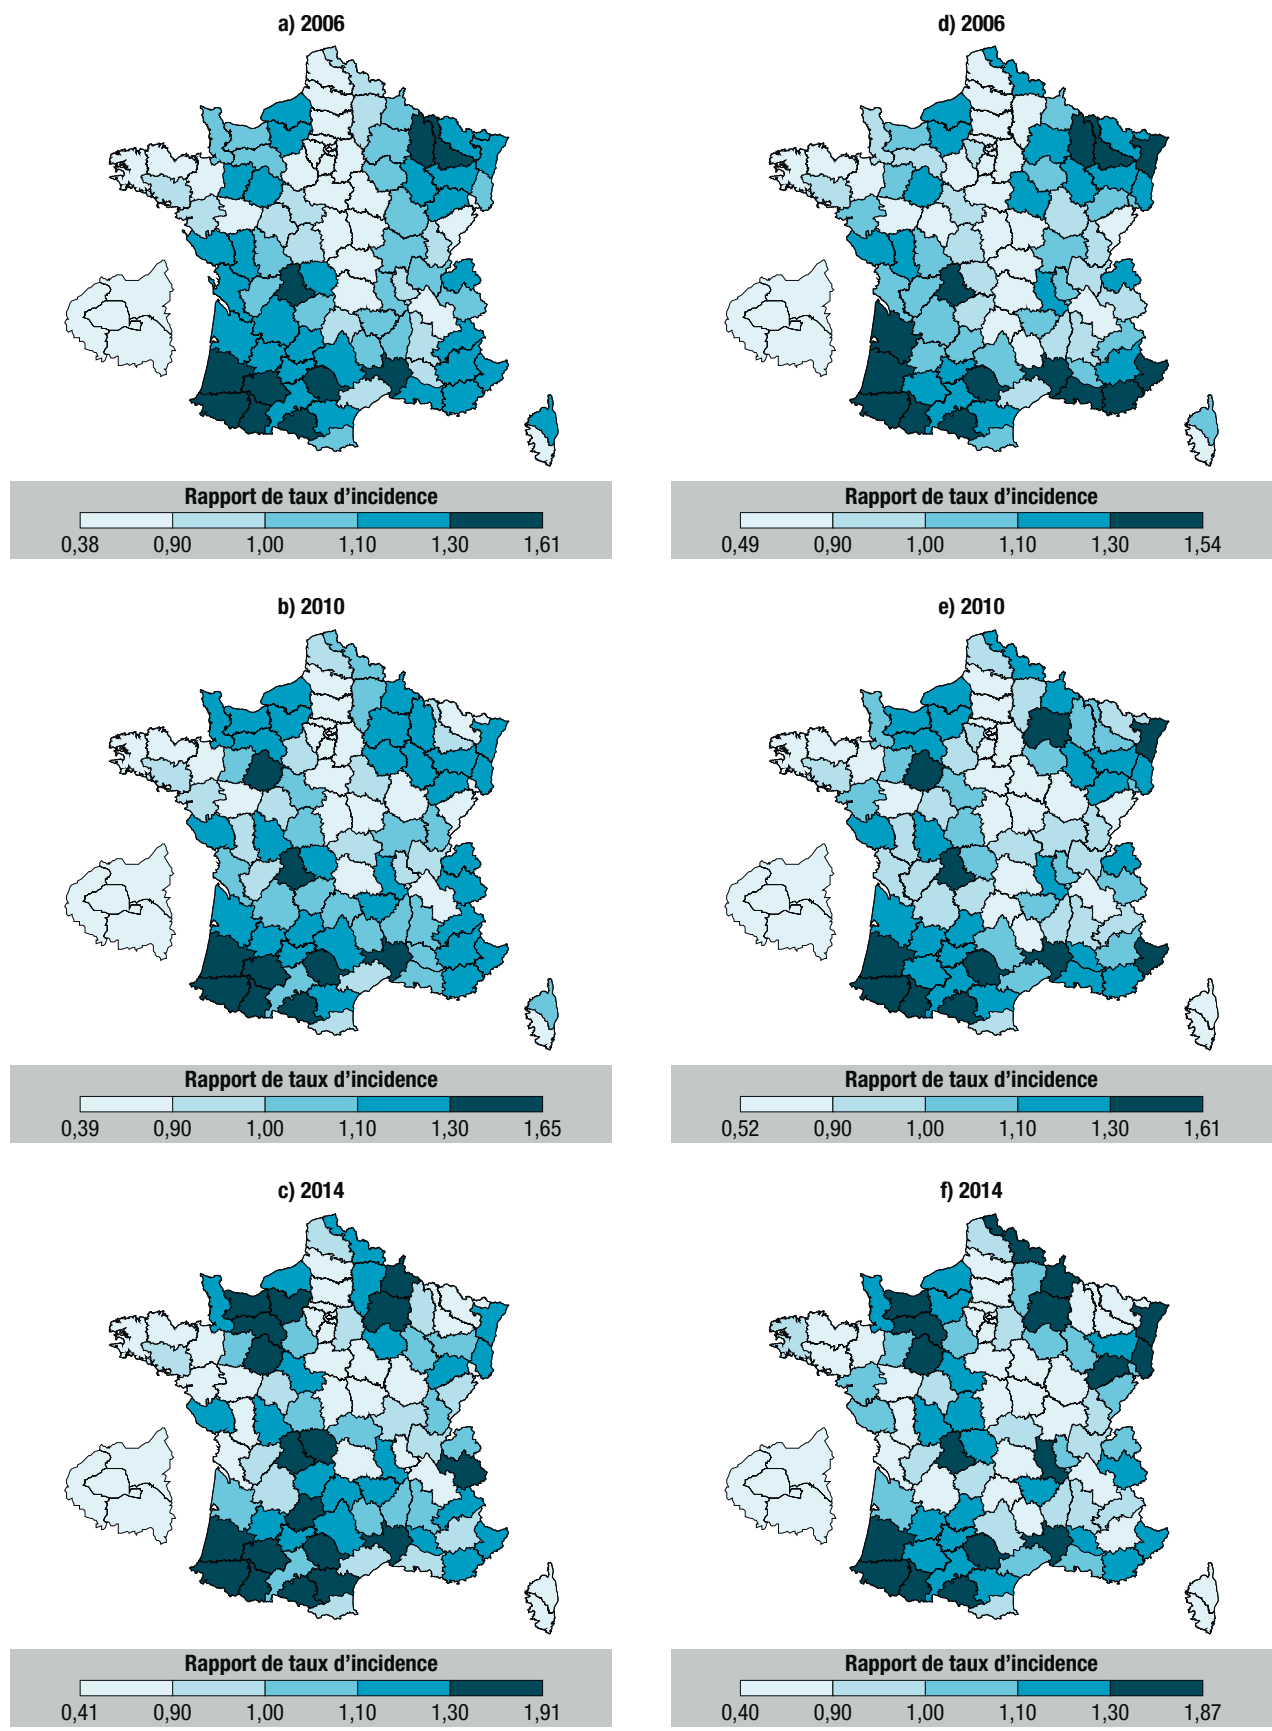 a) 2006
Rapport de taux d'incidence
0,38 0,90 1,00 1,10 1,30 1,61
d) 2006
Rapport de taux d'incidence
0,49 0,90 1,00 1,10 1,30 1,54
b) 2010
Rapport de taux d'incidence
0,39 0,90 1,00 1,10 1,30 1,65
e) 2010
Rapport de taux d'incidence
0,52 0,90 1,00 1,10 1,30 1,61
c) 2014
Rapport de taux d'incidence
0,41 0,90 1,00 1,10 1,30 1,91
f) 2014
Rapport de taux d'incidence
0,40 0,90 1,00 1,10 1,30 1,87